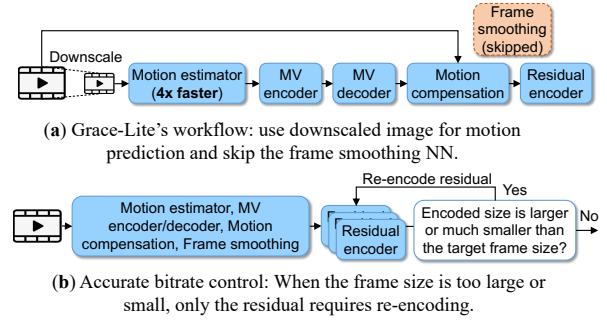 Frame
smoothing
(skipped)
Downscale
Motion estimator
(4x faster)
MV
encoder
MV
decoder
Motion
compensation
Residual
encoder
(a) Grace-Lite's workflow: use downscaled image for motion
prediction and skip the frame smoothing NN.
Re-encode residual
Yes
Motion estimator, MV
encoder/decoder, Motion
compensation, Frame smoothing
Residual
encoder
Encoded size is larger
or much smaller than
the target frame size?
No
(b) Accurate bitrate control: When the frame size is too large or
small, only the residual requires re-encoding.